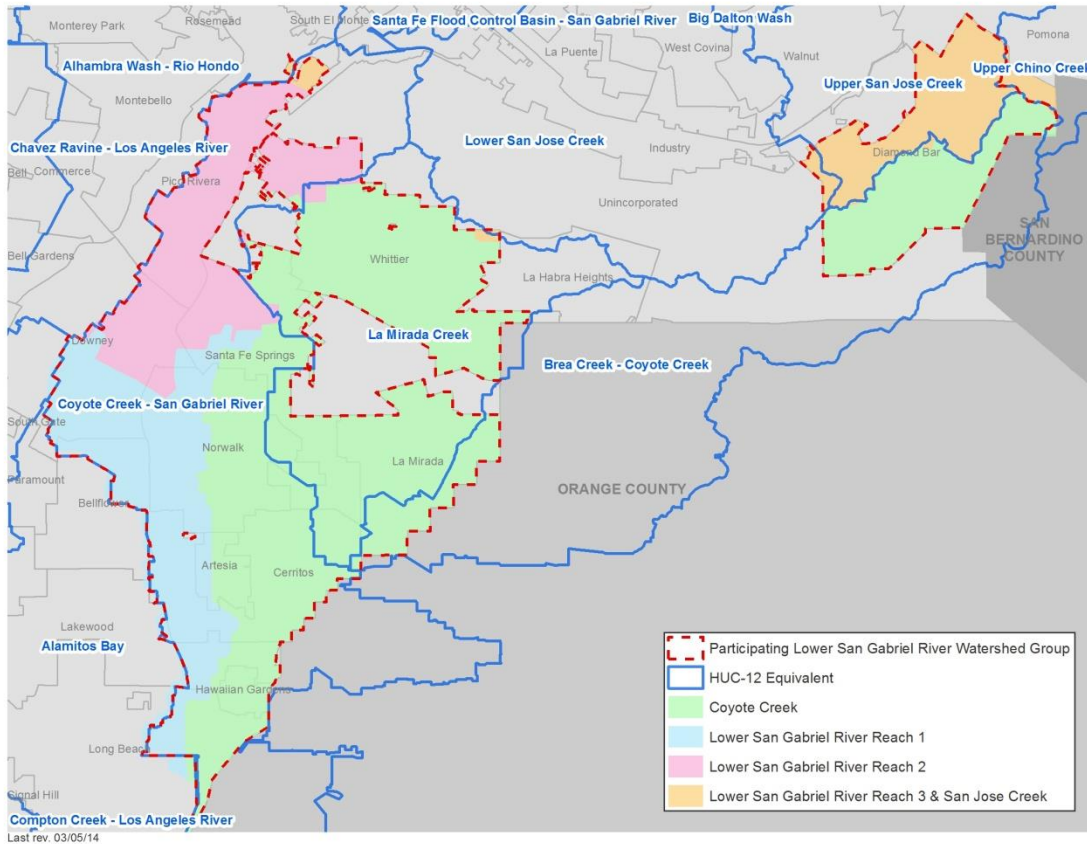 South El Monte
Santa Fe Flood Control Basin - San Gabriel River
Big Dalton Wash
Rosemead
Monterey Park
Pomona
La Puente
West Covina
Walnut
Alhambra Wash - Rio Hondo
Upper Chino Creek
Upper San Jose Creek
Montebello
Lower San Jose Creek
Industry
Chavez Ravine - Los Angeles River
Diamond Bar
Bell
Commerce
Pico Rivera
Unincorporated
SAN
BERNARDINO
COUNTY
Bell Gardens
Whittier
La Habra Heights
La Mirada Creek
Downey
Santa Fe Springs
Brea Creek - Coyote Creek
Coyote Creek - San Gabriel River
South Gate
Norwalk
La Mirada
Paramount
ORANGE COUNTY
Bellflower
Artesia
Cerritos
Lakewood
Alamitos Bay
Hawaiian Gardens
Long Beach
Signal Hill
Compton Creek - Los Angeles River
Participating Lower San Gabriel River Watershed Group
HUC-12 Equivalent
Coyote Creek
Lower San Gabriel River Reach 1
Lower San Gabriel River Reach 2
Lower San Gabriel River Reach 3 & San Jose Creek
Last rev. 03/05/14